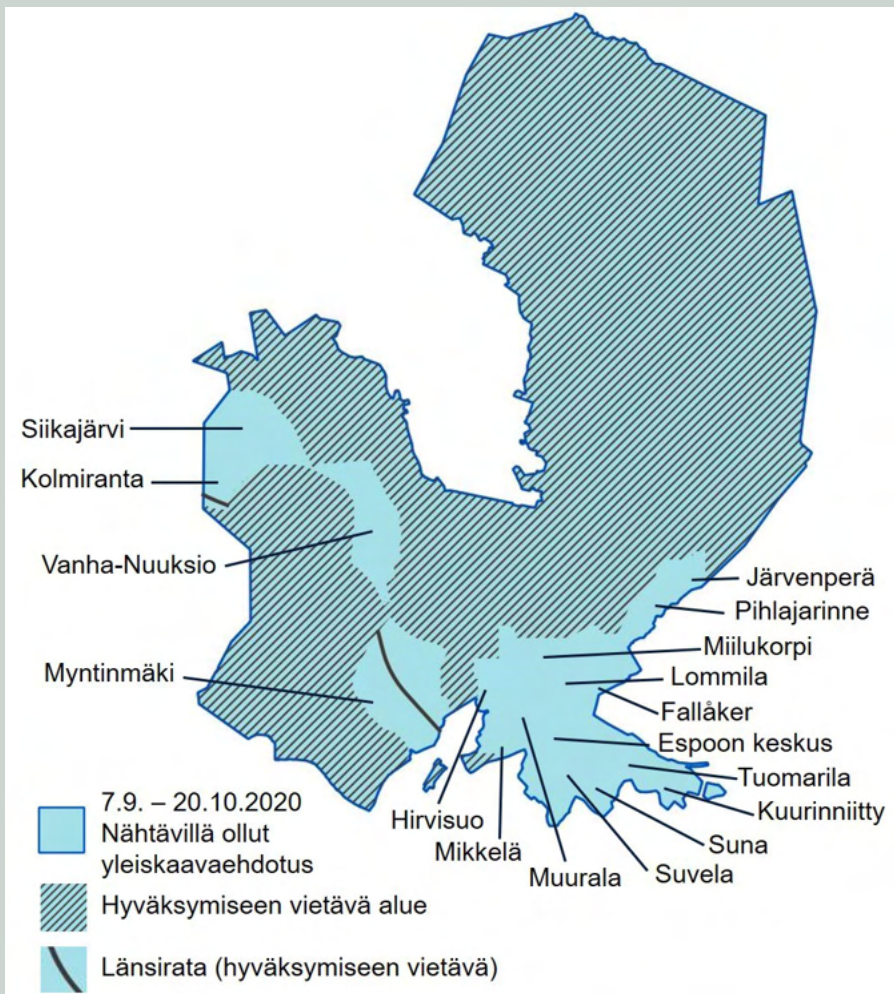 Siikajärvi
Kolmiranta
Vanha-Nuuksio
Myntinmäki
Järvenperä
Pihlajarinne
Miilukorpi
Lommila
Fallåker
Espoon keskus
Tuomarila
Kuurinniitty
Suna
Suvela
Muurala
Mikkelä
Hirvisuo
7.9. – 20.10.2020
Nähtävillä ollut
yleiskaavaehdotus
Hyväksymiseen vietävä alue
Länsirata (hyväksymiseen vietävä)